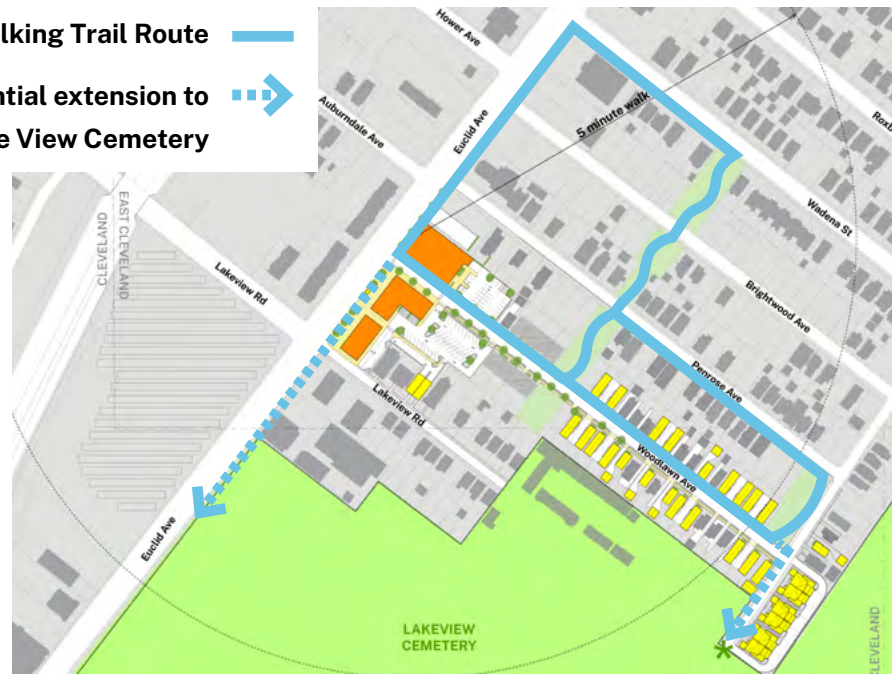 lking Trail Route
ntial extension to
e View Cemetery
Hower Ave
Auburndale Ave
Euclid Ave
5 minute walk
Wadena St
Brightwood Ave
EAST CLEVELAND
CLEVELAND
Lakeview Rd
Penrose Ave
Lakeview Rd
Woodlawn Ave
Euclid Ave
LAKEVIEW
CEMETERY
CLEVELAND